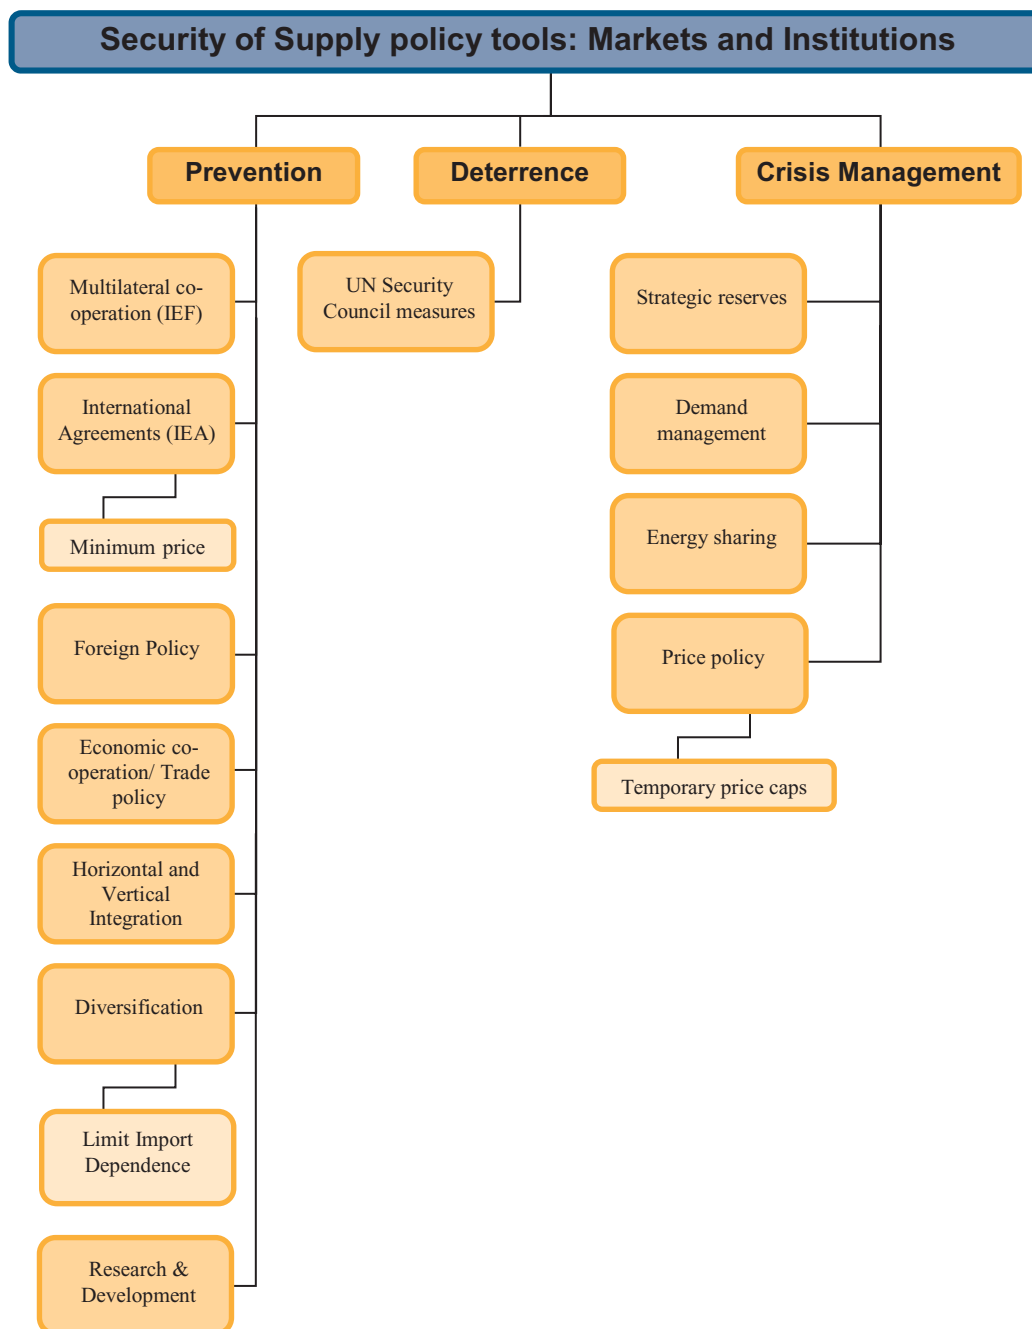 Security of Supply policy tools: Markets and Institutions
Prevention
Deterrence
Crisis Management
Multilateral co-
operation (IEF)
International
Agreements (IEA)
Minimum price
Foreign Policy
Economic co-
operation/ Trade
policy
Horizontal and
Vertical
Integration
Diversification
Limit Import
Dependence
Research &
Development
UN Security
Council measures
Strategic reserves
Demand
management
Energy sharing
Price policy
Temporary price caps